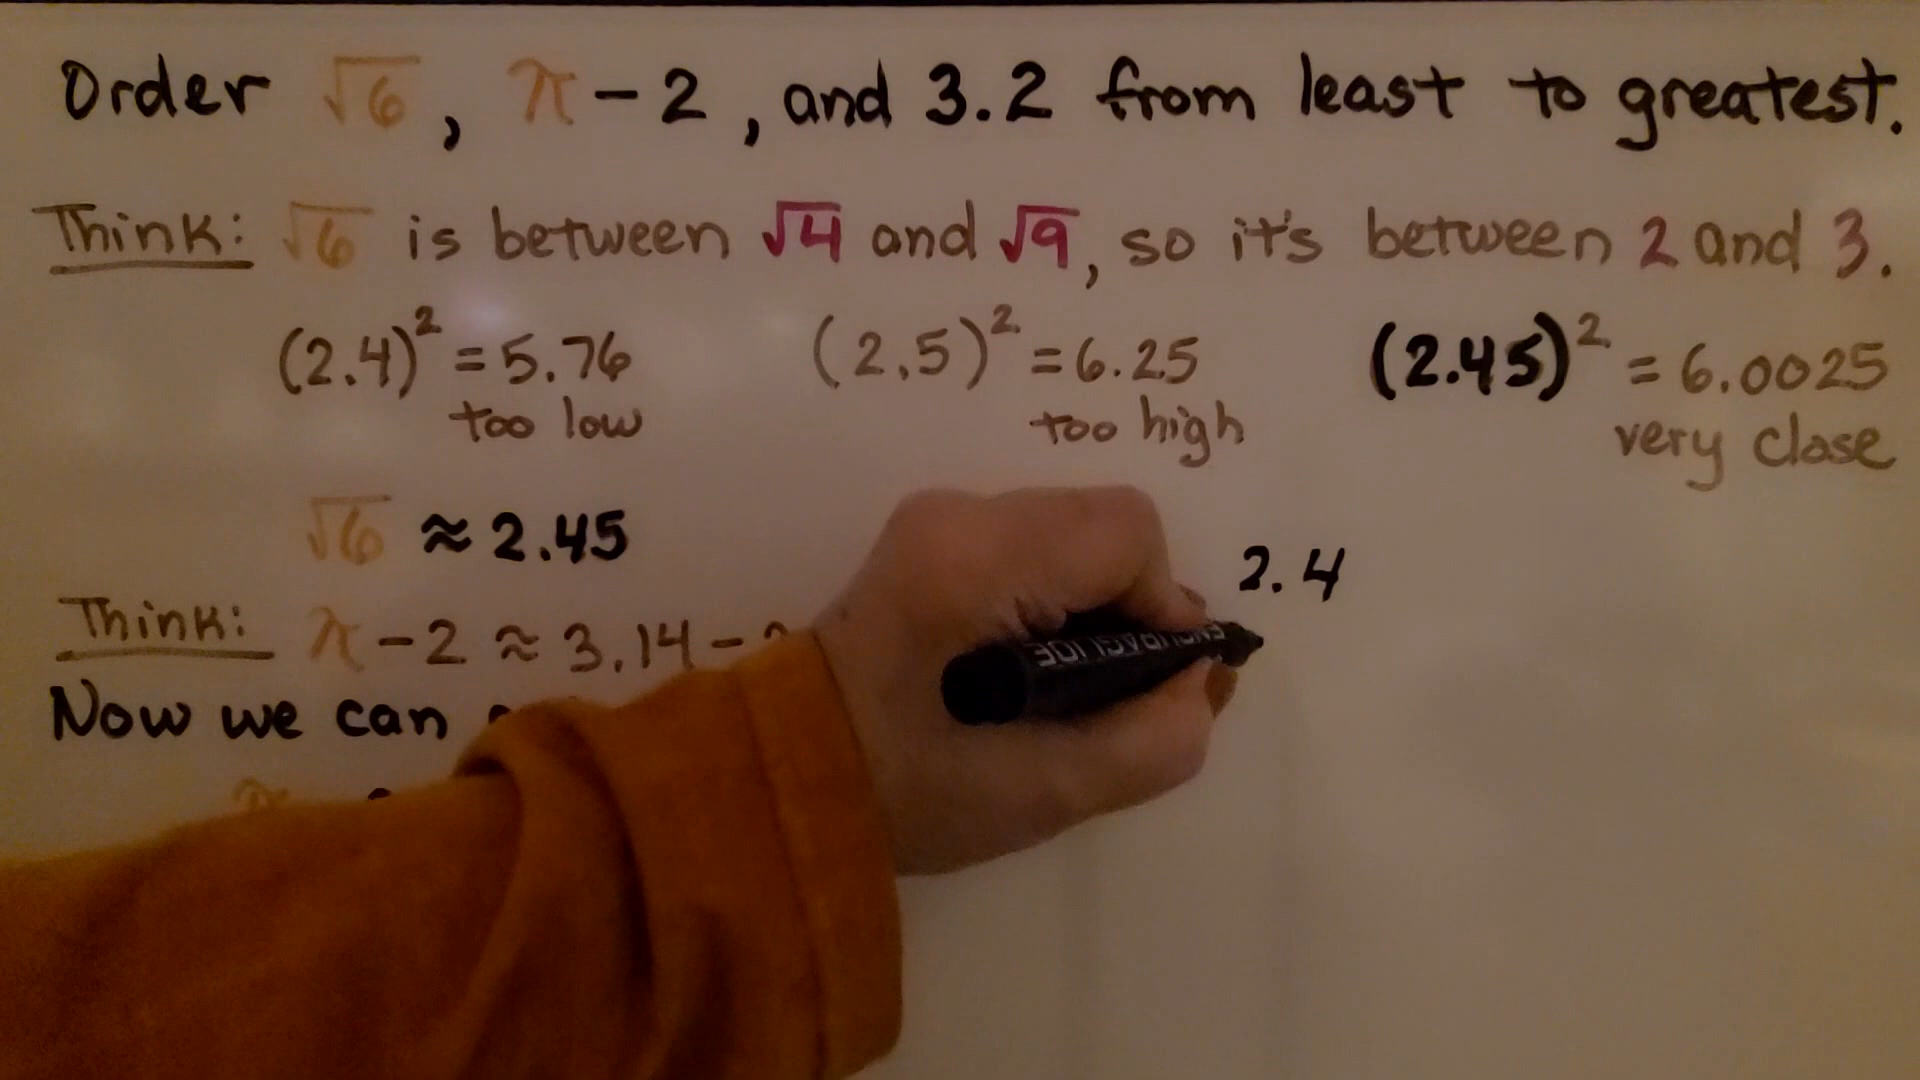 Order √6, π-2, and 3.2 from least to greatest.
Think: √6 is between √4 and √9, so it's between 2 and 3.
(2.4)² = 5.76 (2.5)² = 6.25 (2.45)² = 6.0025
too low too high very close
√6 ≈ 2.45
2.4
Think: π-2 ≈ 3.14 -
Now we can